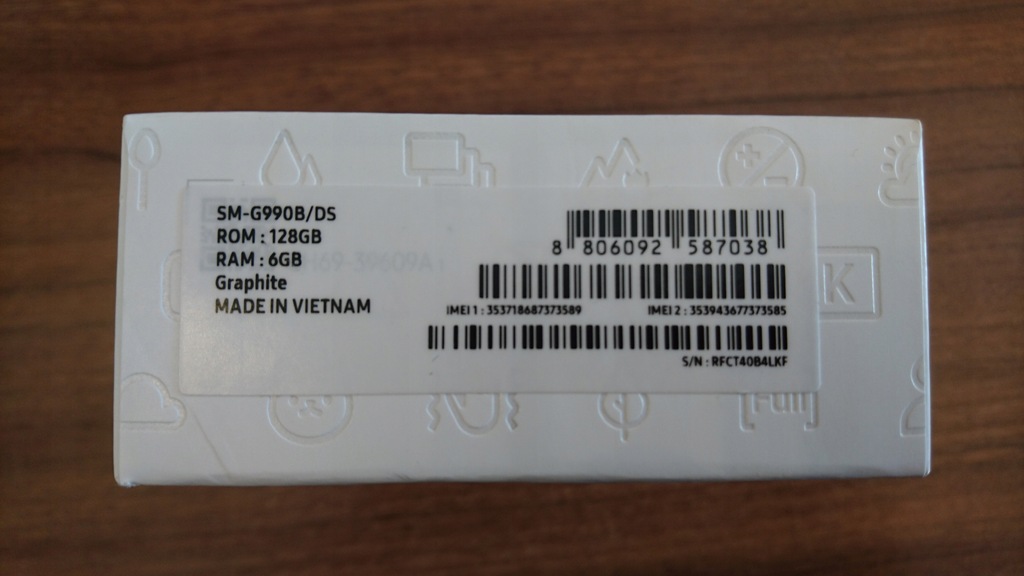 SM-G990B/DS
ROM : 128GB
RAM : 6GB
Graphite
MADE IN VIETNAM
8 806092 587038
IMEI 1 : 353718687373589
IMEI 2 : 353943677373585
S/N : RFCT40B4LKF
K
[Full]